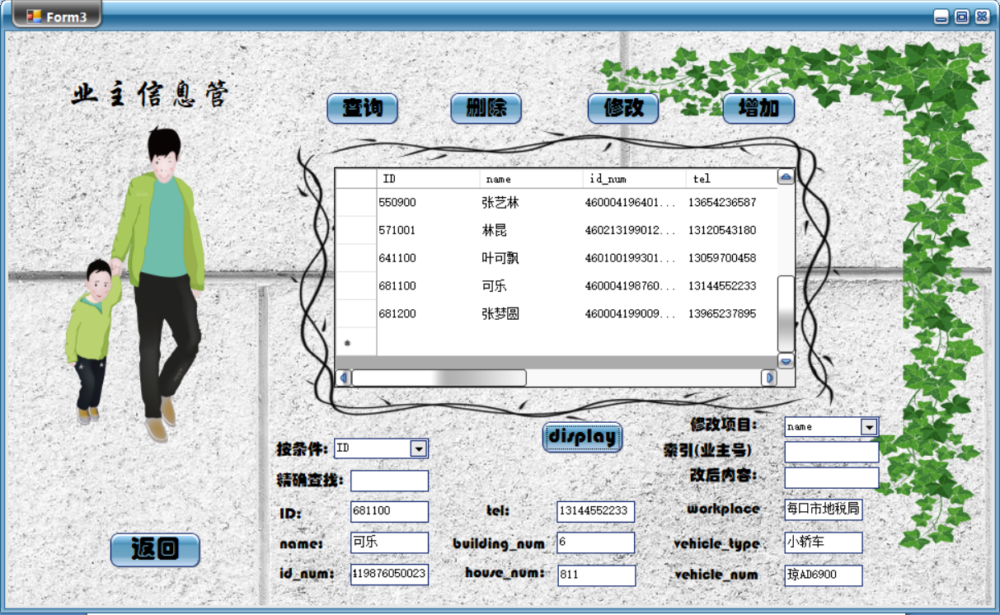 Form3
业主信息管
查询 删除 修改 增加
ID name id_num tel
550900 张艺林 460004196401... 13654236587
571001 林昆 460213199012... 13120543180
641100 叶可飘 460100199301... 13059700458
681100 可乐 460004198760... 13144552233
681200 张梦圆 460004199009... 13965237895
*
display
修改项目: name
按条件: ID
索引(业主号)
精确查找:
改后内容:
ID: 681100 tel: 13144552233 workplace 每口市地税局
name: 可乐 building_num 6 vehicle_type 小轿车
id_num: 419876050023 house_num: 811 vehicle_num 琼AD6900
返回